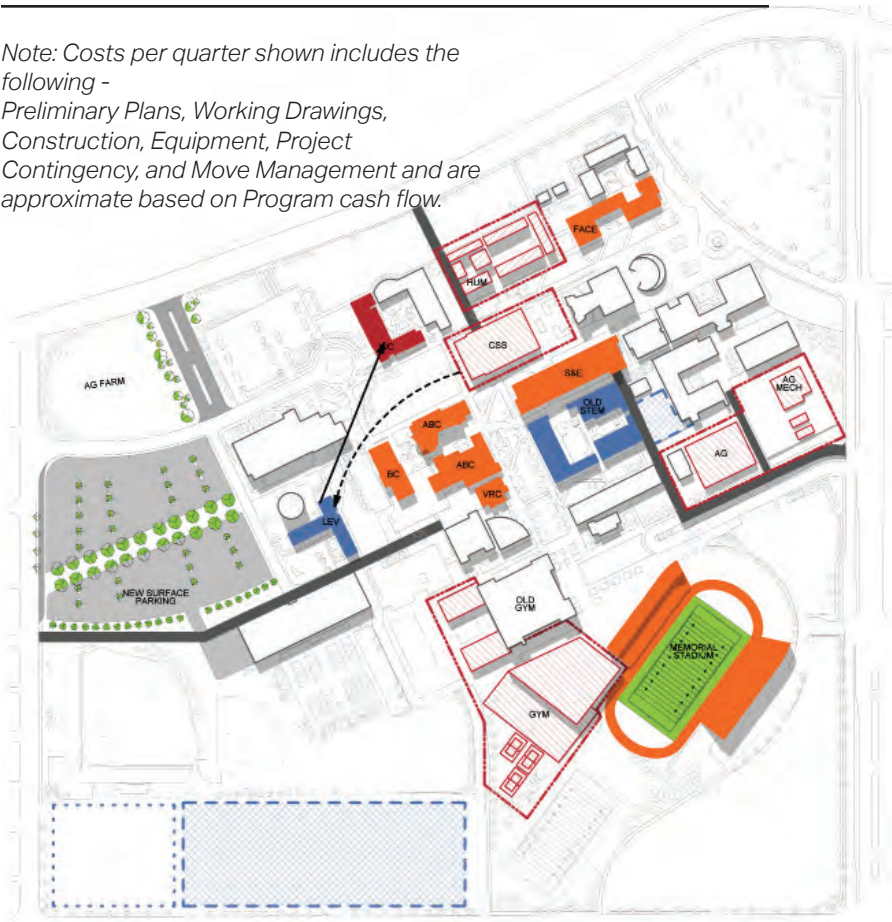 Note: Costs per quarter shown includes the
following -
Preliminary Plans, Working Drawings,
Construction, Equipment, Project
Contingency, and Move Management and are
approximate based on Program cash flow.
FACE
HUM
CSS
AG FARM
S&E
AG
MECH
OLD
STEM
ABC
AG
BC
ABC
VRC
LEV
NEW SURFACE
PARKING
OLD
GYM
MEMORIAL
STADIUM
GYM